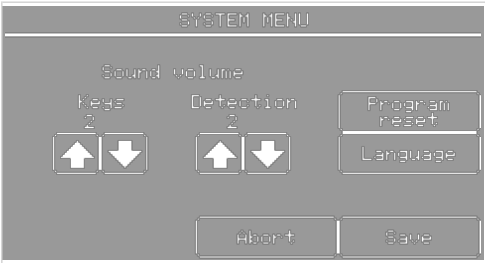 SYSTEM MENU
Sound volume
Keys Detection
2 2
Program
reset
Language
Abort Save